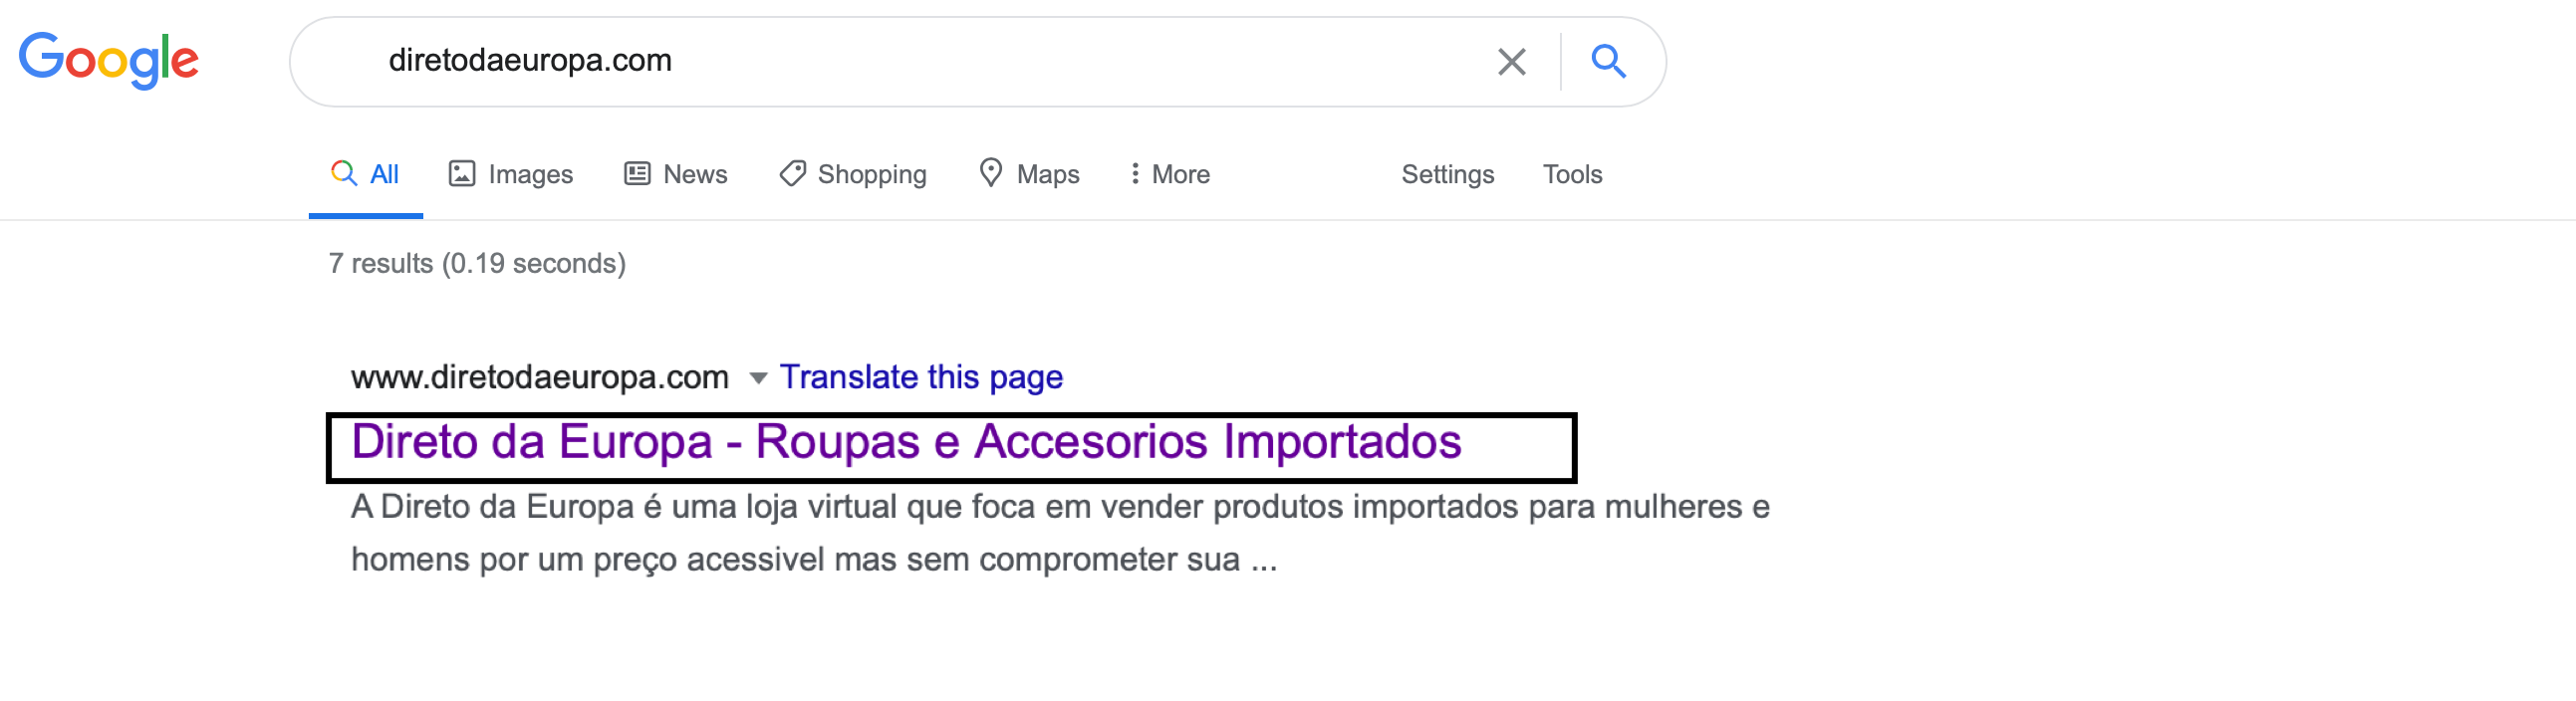 Google
diretodaeuropa.com
All Images News Shopping Maps More Settings Tools
7 results (0.19 seconds)
www.diretodaeuropa.com Translate this page
Direto da Europa - Roupas e Accesorios Importados
A Direto da Europa é uma loja virtual que foca em vender produtos importados para mulheres e
homens por um preço acessivel mas sem comprometer sua ...